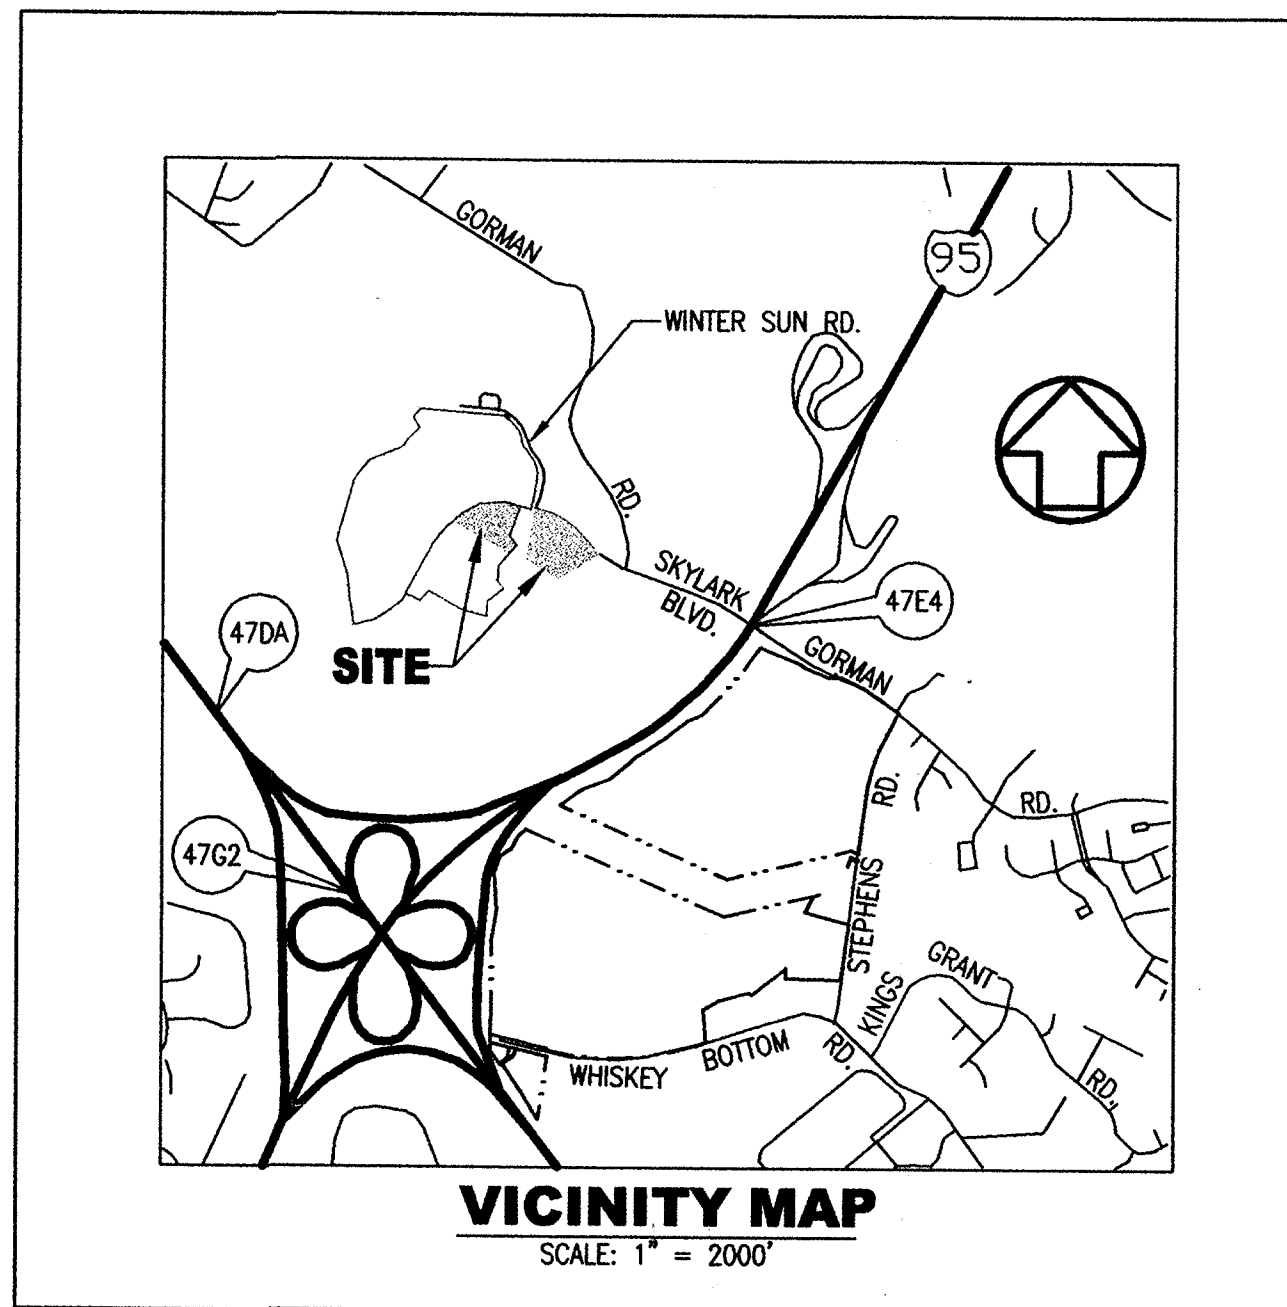 GORMAN
95
WINTER SUN RD.
RD.
SKYLARK
BLVD.
47E4
47DA
SITE
GORMAN
RD.
RD.
47G2
STEPHENS
GRANT
KINGS
WHISKEY
BOTTOM
RD.
RD.
VICINITY MAP
SCALE: 1" = 2000'